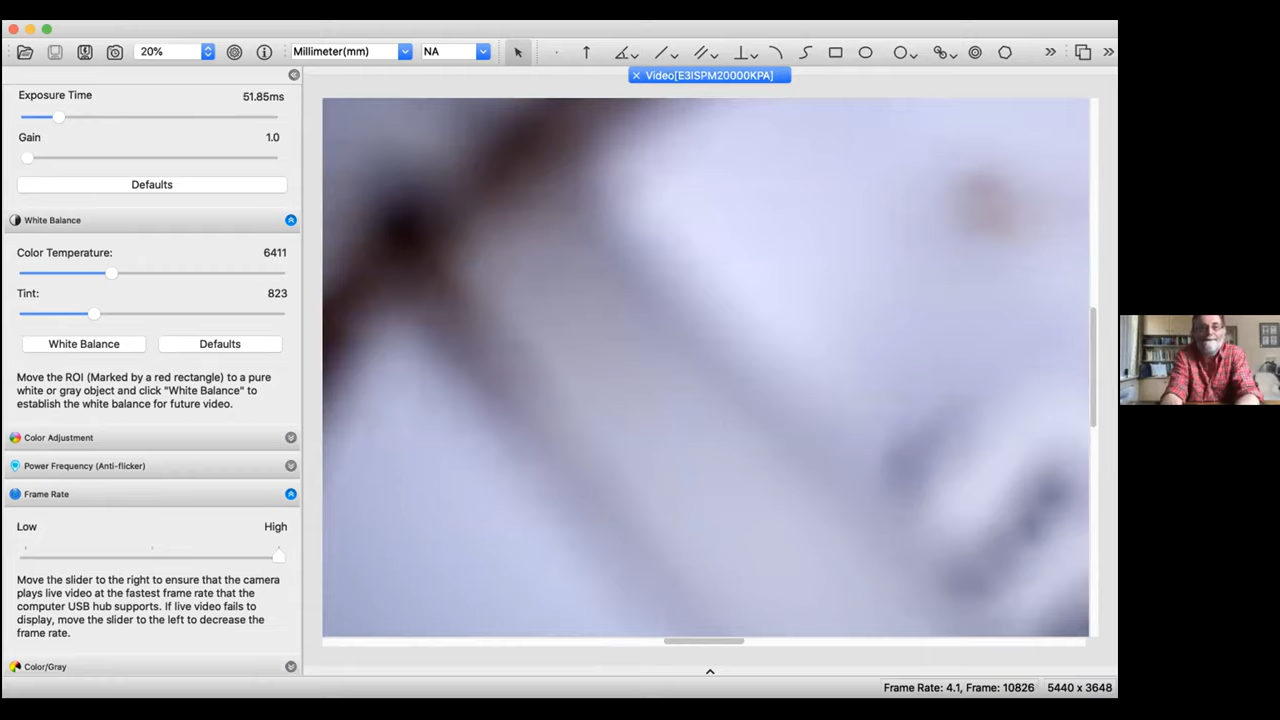 20% Millimeter(mm) NA
Video[E3ISPM20000KPA]
Exposure Time 51.85ms
Gain 1.0
Defaults
White Balance
Color Temperature: 6411
Tint: 823
White Balance Defaults
Move the ROI (Marked by a red rectangle) to a pure
white or gray object and click "White Balance" to
establish the white balance for future video.
Color Adjustment
Power Frequency (Anti-flicker)
Frame Rate
Low High
Move the slider to the right to ensure that the camera
plays live video at the fastest frame rate that the
computer USB hub supports. If live video fails to
display, move the slider to the left to decrease the
frame rate.
Color/Gray
Frame Rate: 4.1, Frame: 10826 5440 x 3648